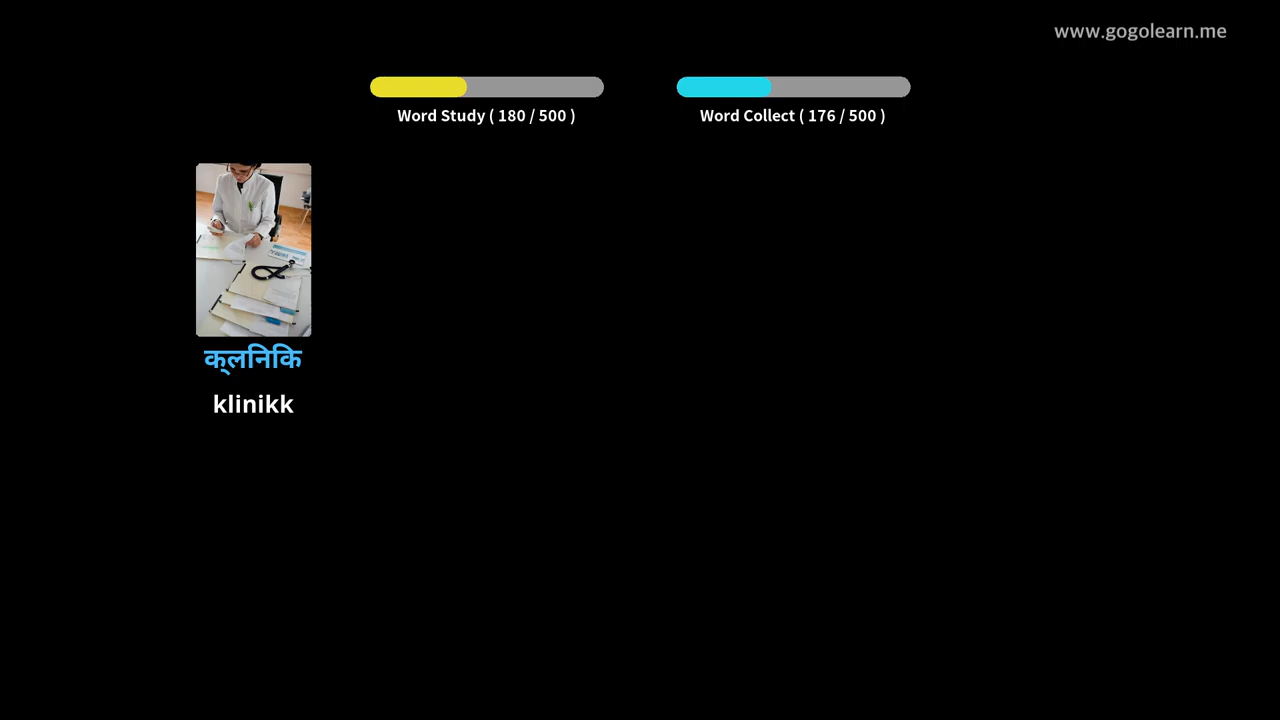 www.gogolearn.me
Word Study ( 180 / 500 )
Word Collect ( 176 / 500 )
क्लनिकि
klinikk